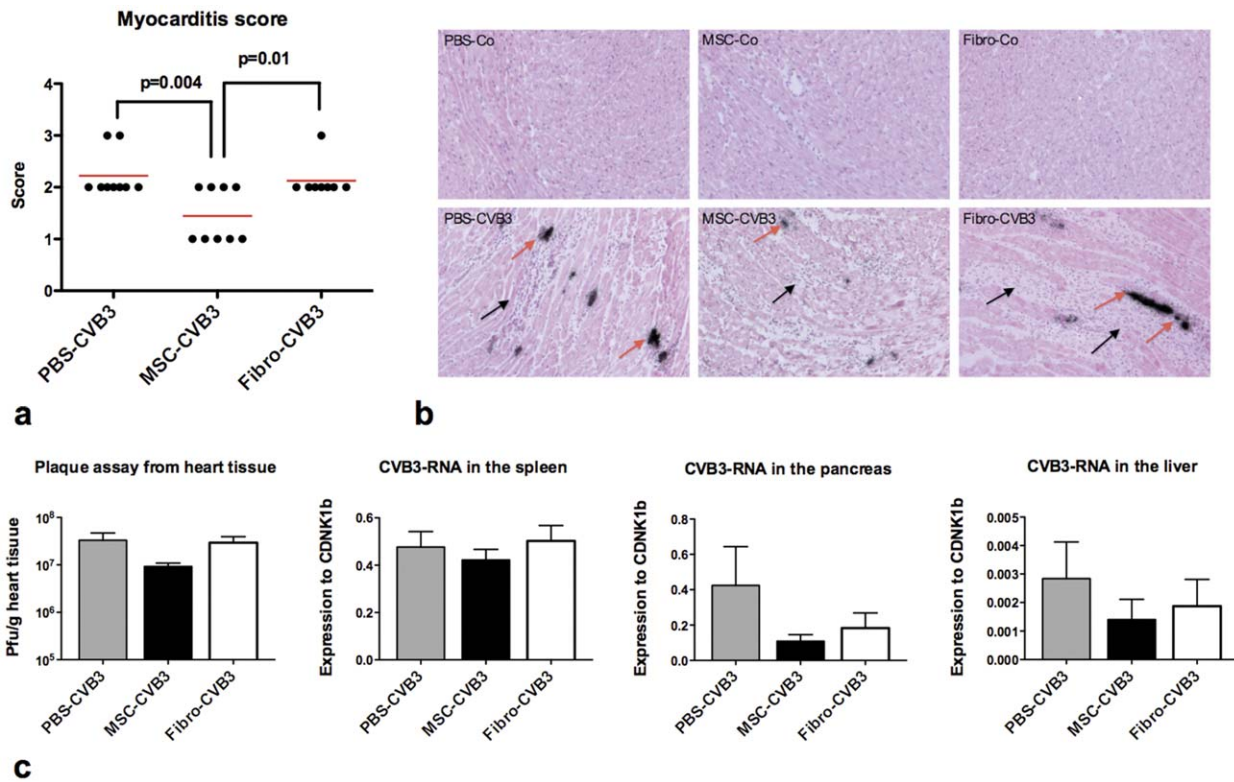 Myocarditis score
p=0.004
p=0.01
4
3
2
1
0
Score
PBS-CVB3
MSC-CVB3
Fibro-CVB3
a
PBS-Co
MSC-Co
Fibro-Co
PBS-CVB3
MSC-CVB3
Fibro-CVB3
b
Plaque assay from heart tissue
Pfu/g heart tisuue
10⁸
10⁷
10⁶
10⁵
PBS-CVB3
MSC-CVB3
Fibro-CVB3
CVB3-RNA in the spleen
Expression to CDNK1b
0.6
0.4
0.2
0.0
PBS-CVB3
MSC-CVB3
Fibro-CVB3
CVB3-RNA in the pancreas
Expression to CDNK1b
0.8
0.6
0.4
0.2
0.0
PBS-CVB3
MSC-CVB3
Fibro-CVB3
CVB3-RNA in the liver
Expression to CDNK1b
0.005
0.004
0.003
0.002
0.001
0.000
PBS-CVB3
MSC-CVB3
Fibro-CVB3
c